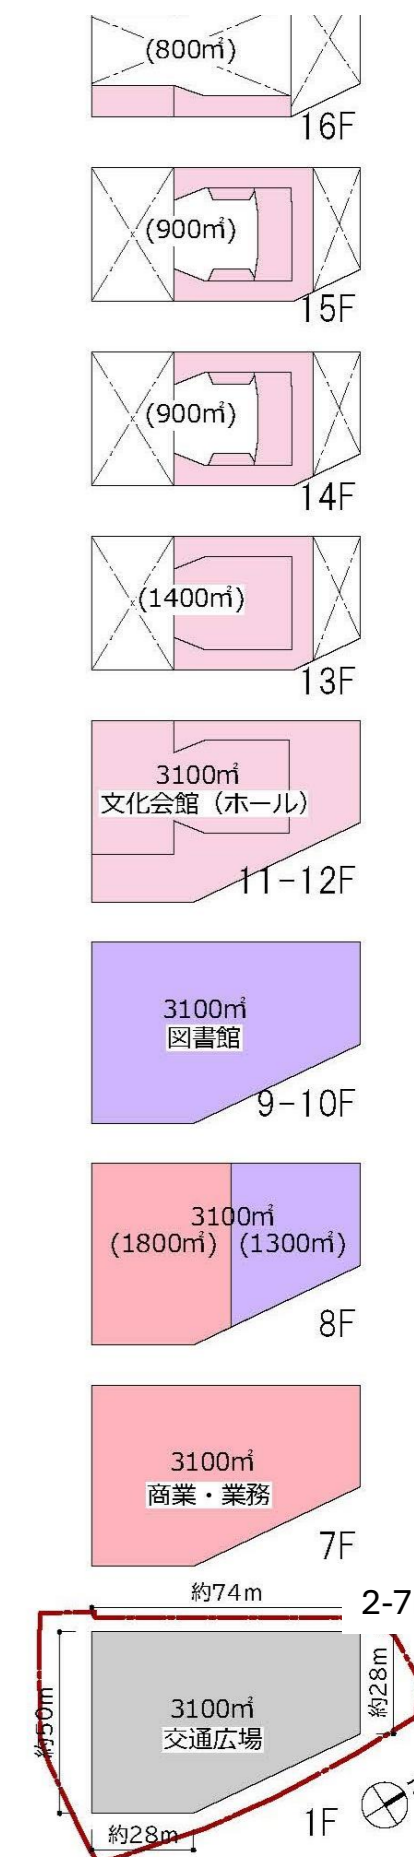 (800㎡)
16F
(900㎡)
15F
(900㎡)
14F
(1400㎡)
13F
3100㎡
文化会館（ホール）
11-12F
3100㎡
図書館
9-10F
3100㎡
(1800㎡) (1300㎡)
8F
3100㎡
商業・業務
7F
約74m
2-7
約50m
3100㎡
交通広場
約28m
1F
約28m